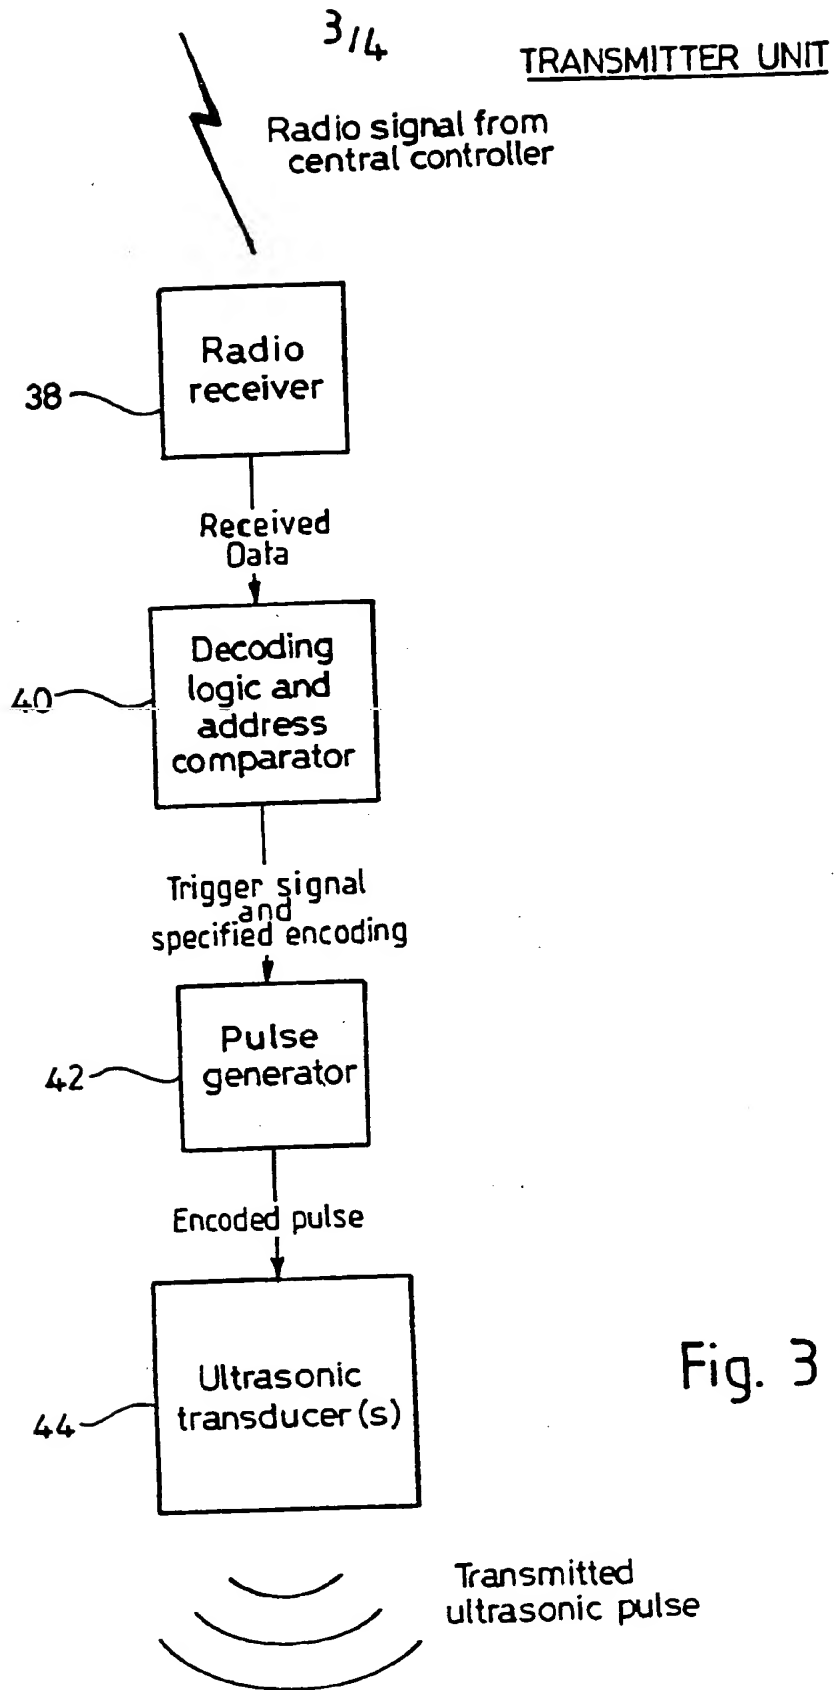 3/4
TRANSMITTER UNIT
Radio signal from
central controller
Radio
receiver
38
Received
Data
Decoding
logic and
address
comparator
40
Trigger signal
and
specified encoding
Pulse
generator
42
Encoded pulse
Ultrasonic
transducer(s)
44
Fig. 3
Transmitted
ultrasonic pulse